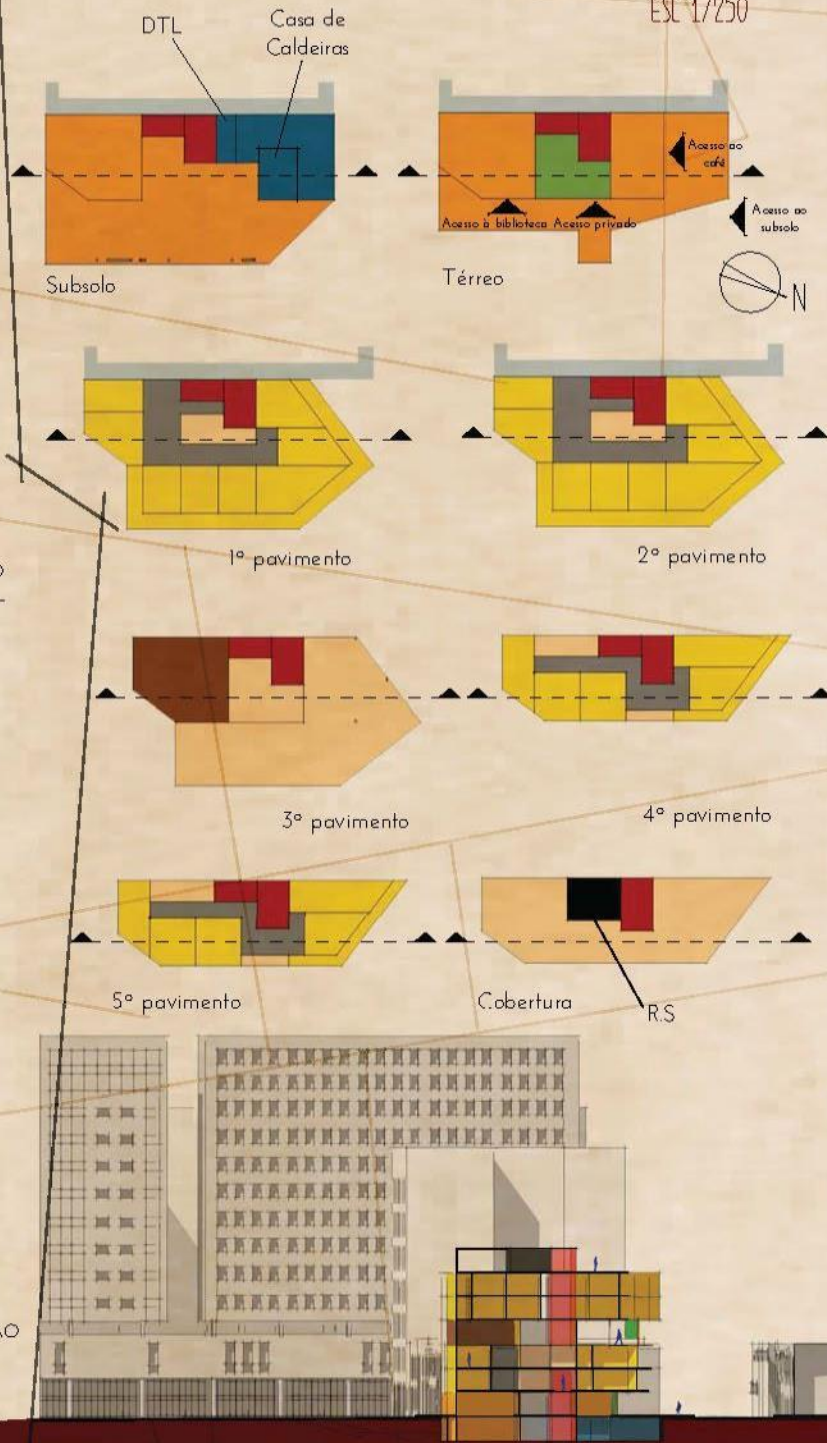 ESC 1/250
DTL
Casa de
Caldeiras
Acesso ao
café
Acesso à biblioteca
Acesso privado
Acesso ao
subsolo
Subsolo
Térreo
N
1º pavimento
2º pavimento
3º pavimento
4º pavimento
5º pavimento
Cobertura
R.S